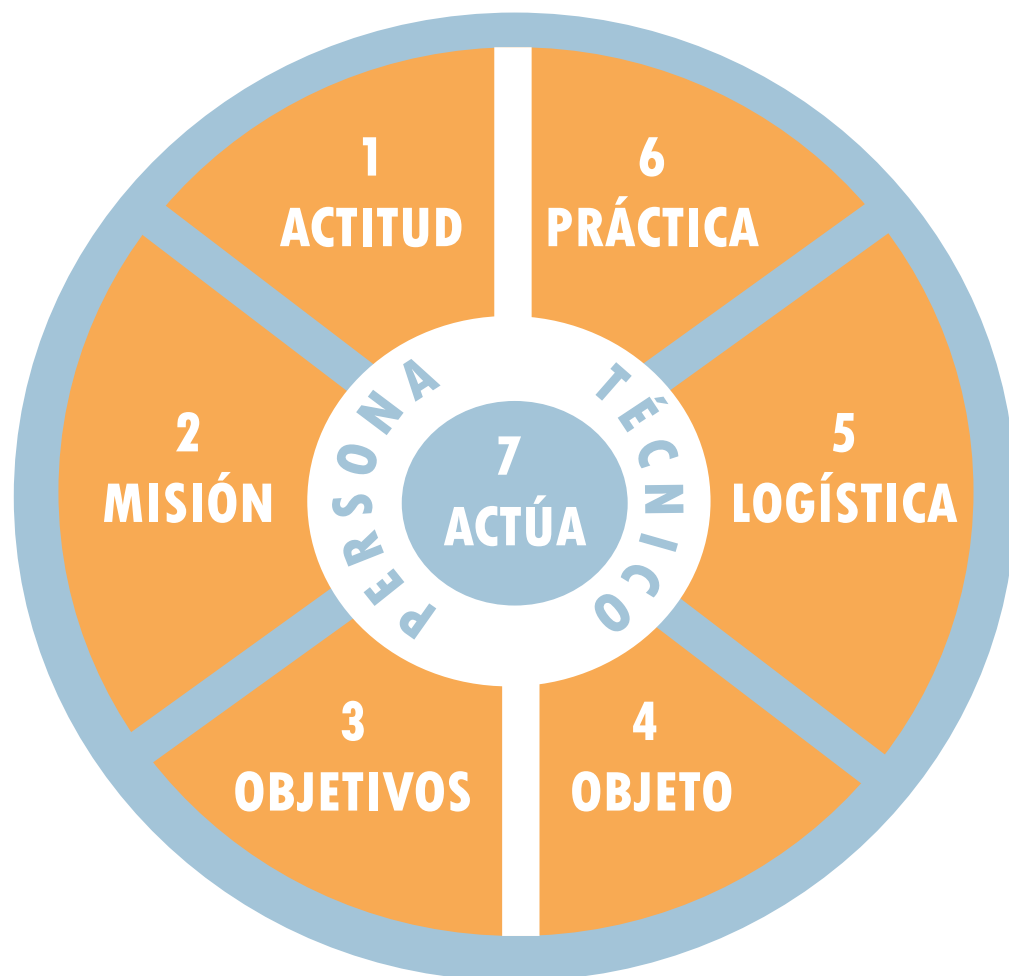 1
ACTITUD
6
PRÁCTICA
2
MISIÓN
PERSONA
7
ACTÚA
TÉCNICO
5
LOGÍSTICA
3
OBJETIVOS
4
OBJETO